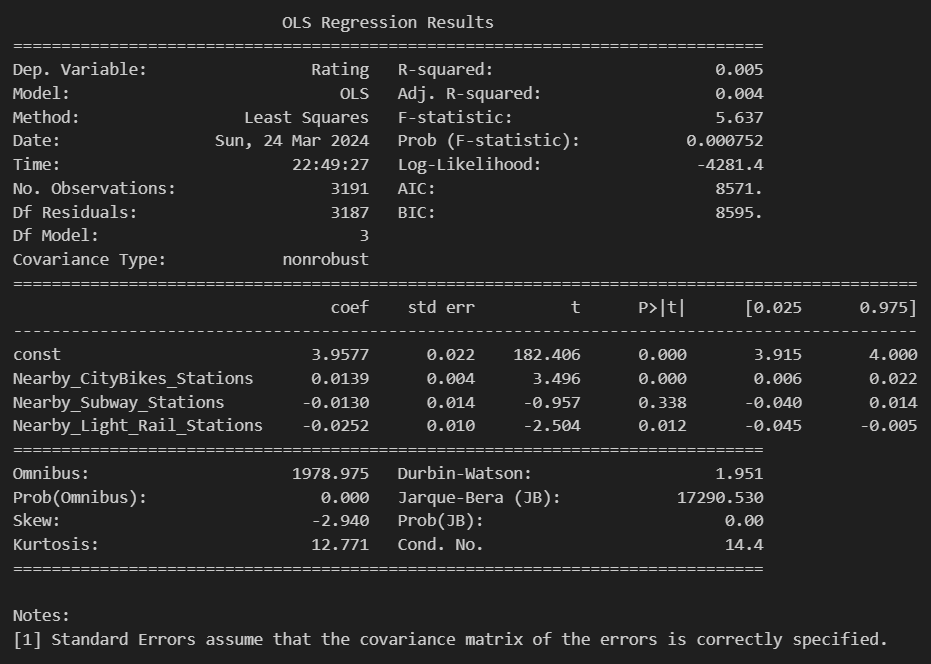 OLS Regression Results
==============================================================================
Dep. Variable:                 Rating   R-squared:                       0.005
Model:                            OLS   Adj. R-squared:                  0.004
Method:                 Least Squares   F-statistic:                     5.637
Date:                Sun, 24 Mar 2024   Prob (F-statistic):           0.000752
Time:                        22:49:27   Log-Likelihood:                -4281.4
No. Observations:                3191   AIC:                             8571.
Df Residuals:                    3187   BIC:                             8595.
Df Model:                           3
Covariance Type:            nonrobust
==============================================================================================
                                 coef    std err          t      P>|t|      [0.025      0.975]
----------------------------------------------------------------------------------------------
const                          3.9577      0.022    182.406      0.000       3.915       4.000
Nearby_CityBikes_Stations      0.0139      0.004      3.496      0.000       0.006       0.022
Nearby_Subway_Stations        -0.0130      0.014     -0.957      0.338      -0.040       0.014
Nearby_Light_Rail_Stations    -0.0252      0.010     -2.504      0.012      -0.045      -0.005
==============================================================================
Omnibus:                     1978.975   Durbin-Watson:                   1.951
Prob(Omnibus):                  0.000   Jarque-Bera (JB):            17290.530
Skew:                          -2.940   Prob(JB):                         0.00
Kurtosis:                      12.771   Cond. No.                         14.4
==============================================================================

Notes:
[1] Standard Errors assume that the covariance matrix of the errors is correctly specified.